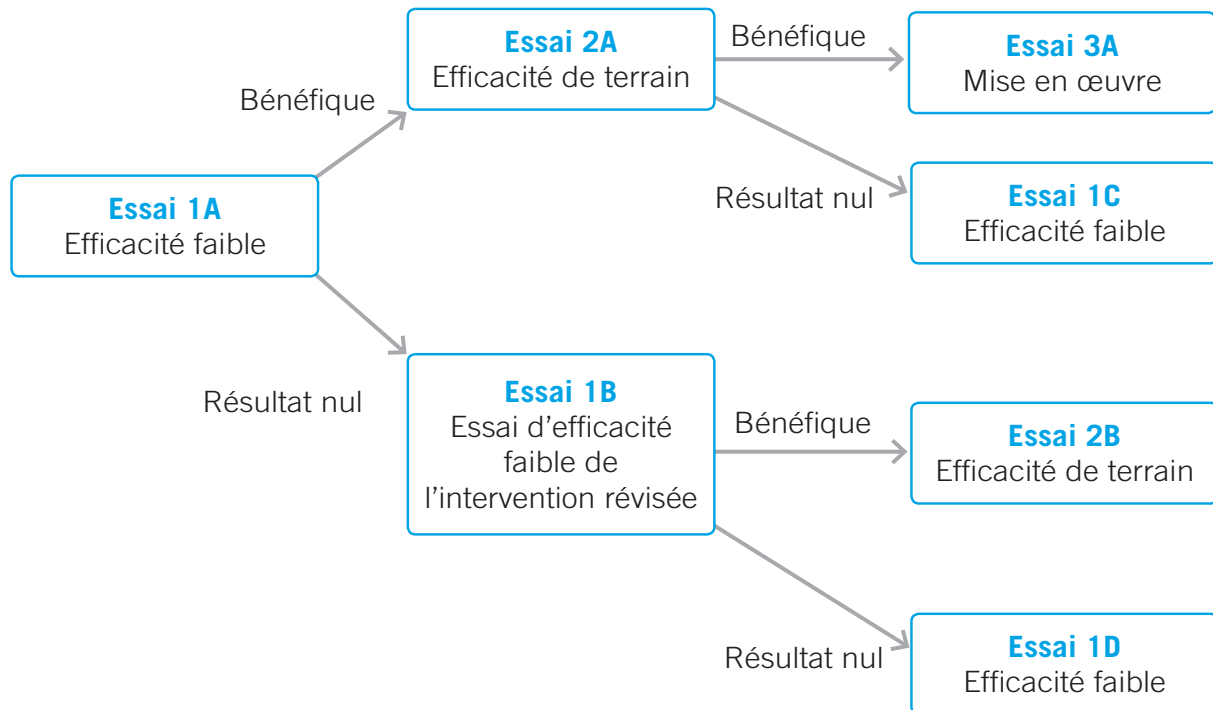 Essai 1A
Efficacité faible
Bénéfique
Essai 2A
Efficacité de terrain
Bénéfique
Essai 3A
Mise en œuvre
Résultat nul
Essai 1C
Efficacité faible
Résultat nul
Essai 1B
Essai d’efficacité
faible de
l’intervention révisée
Bénéfique
Essai 2B
Efficacité de terrain
Résultat nul
Essai 1D
Efficacité faible